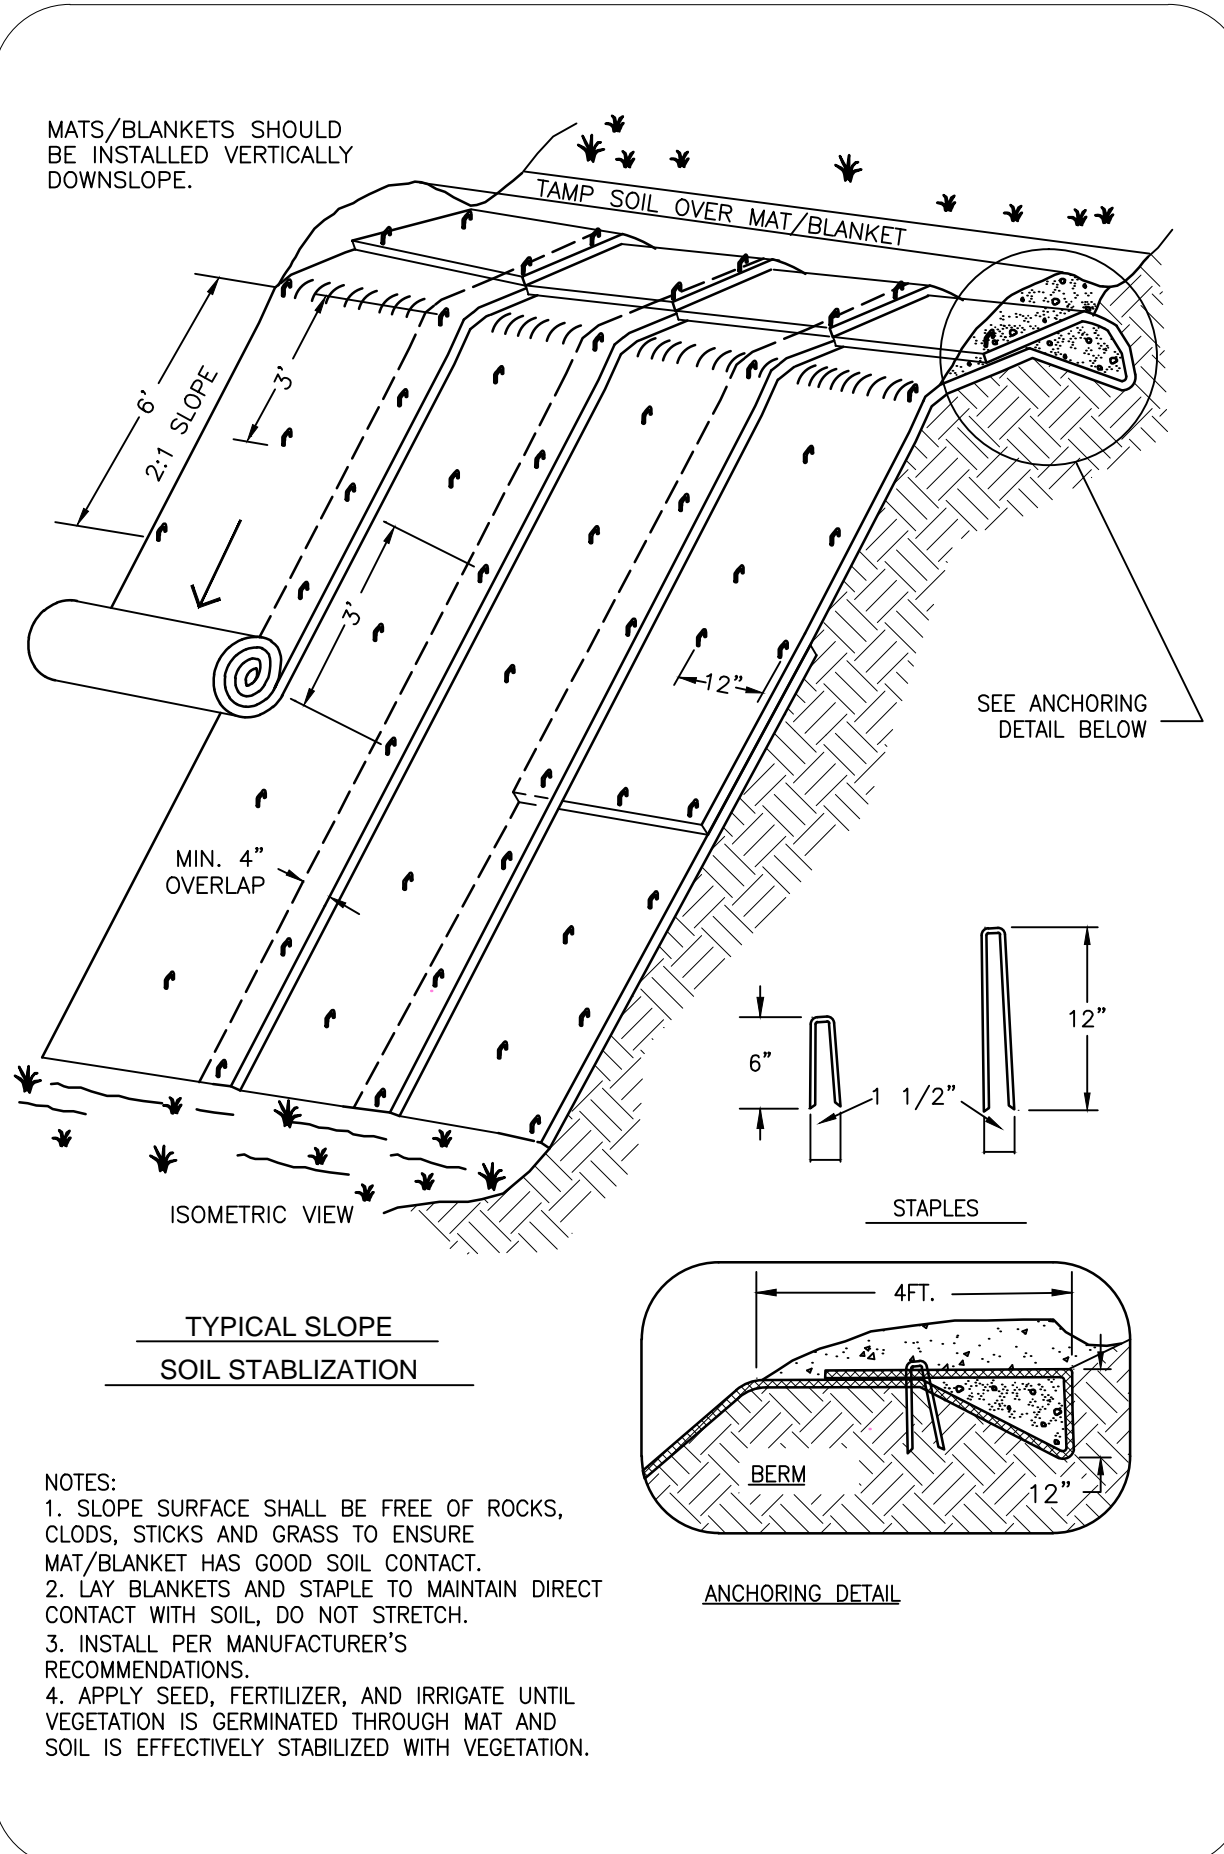 MATS/BLANKETS SHOULD
BE INSTALLED VERTICALLY
DOWNSLOPE.
TAMP SOIL OVER MAT/BLANKET
6'
2:1 SLOPE
3'
3'
12"
SEE ANCHORING
DETAIL BELOW
MIN. 4"
OVERLAP
6"
12"
1 1/2"
STAPLES
ISOMETRIC VIEW
TYPICAL SLOPE
SOIL STABLIZATION
4FT.
BERM
12"
ANCHORING DETAIL
NOTES:
1. SLOPE SURFACE SHALL BE FREE OF ROCKS,
CLODS, STICKS AND GRASS TO ENSURE
MAT/BLANKET HAS GOOD SOIL CONTACT.
2. LAY BLANKETS AND STAPLE TO MAINTAIN DIRECT
CONTACT WITH SOIL, DO NOT STRETCH.
3. INSTALL PER MANUFACTURER'S
RECOMMENDATIONS.
4. APPLY SEED, FERTILIZER, AND IRRIGATE UNTIL
VEGETATION IS GERMINATED THROUGH MAT AND
SOIL IS EFFECTIVELY STABILIZED WITH VEGETATION.